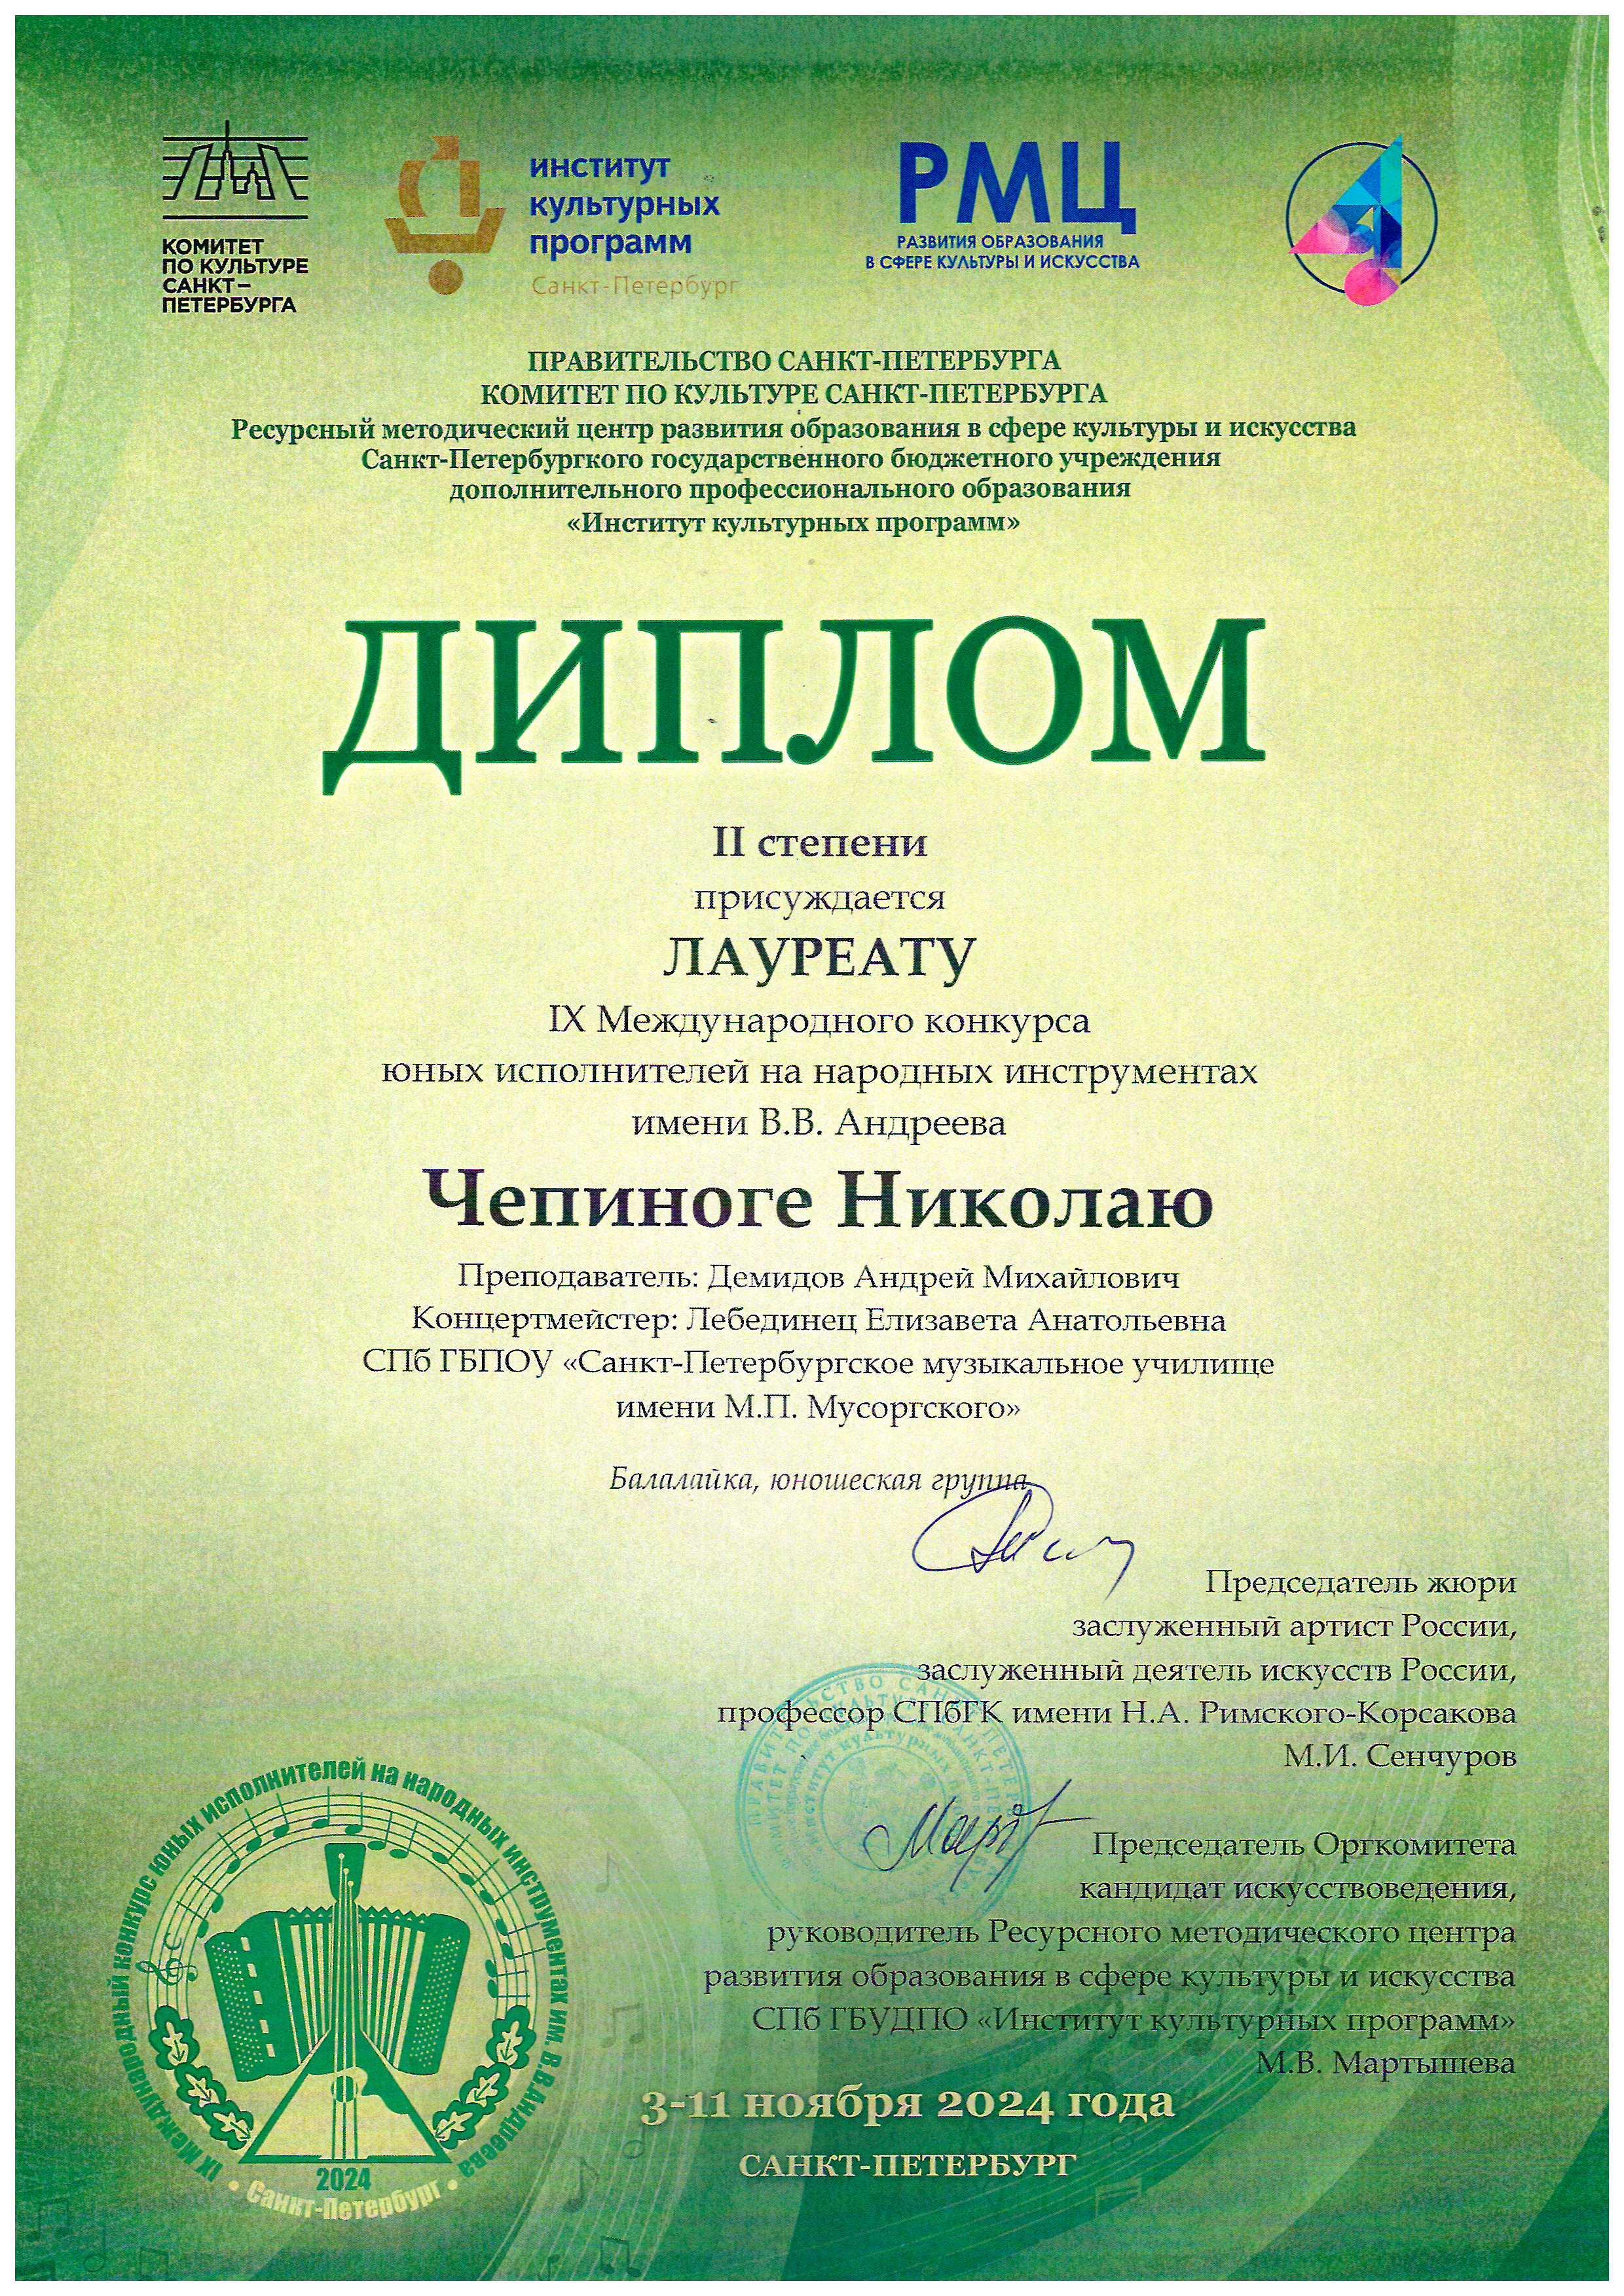 КОМИТЕТ
ПО КУЛЬТУРЕ
САНКТ–
ПЕТЕРБУРГА
институт
культурных
программ
Санкт-Петербург
РМЦ
РАЗВИТИЯ ОБРАЗОВАНИЯ
В СФЕРЕ КУЛЬТУРЫ И ИСКУССТВА
ПРАВИТЕЛЬСТВО САНКТ-ПЕТЕРБУРГА
КОМИТЕТ ПО КУЛЬТУРЕ САНКТ-ПЕТЕРБУРГА
Ресурсный методический центр развития образования в сфере культуры и искусства
Санкт-Петербургкого государственного бюджетного учреждения
дополнительного профессионального образования
«Институт культурных программ»
ДИПЛОМ
II степени
присуждается
ЛАУРЕАТУ
IX Международного конкурса
юных исполнителей на народных инструментах
имени В.В. Андреева
Чепиноге Николаю
Преподаватель: Демидов Андрей Михайлович
Концертмейстер: Лебединец Елизавета Анатольевна
СПб ГБПОУ «Санкт-Петербургское музыкальное училище
имени М.П. Мусоргского»
Балалайка, юношеская группа
Председатель жюри
заслуженный артист России,
заслуженный деятель искусств России,
профессор СПбГК имени Н.А. Римского-Корсакова
М.И. Сенчуров
Председатель Оргкомитета
кандидат искусствоведения,
руководитель Ресурсного методического центра
развития образования в сфере культуры и искусства
СПб ГБУДПО «Институт культурных программ»
М.В. Мартышева
IX Международный конкурс юных исполнителей на народных инструментах им. В.В.Андреева
2024
• Санкт-Петербург •
3-11 ноября 2024 года
САНКТ-ПЕТЕРБУРГ